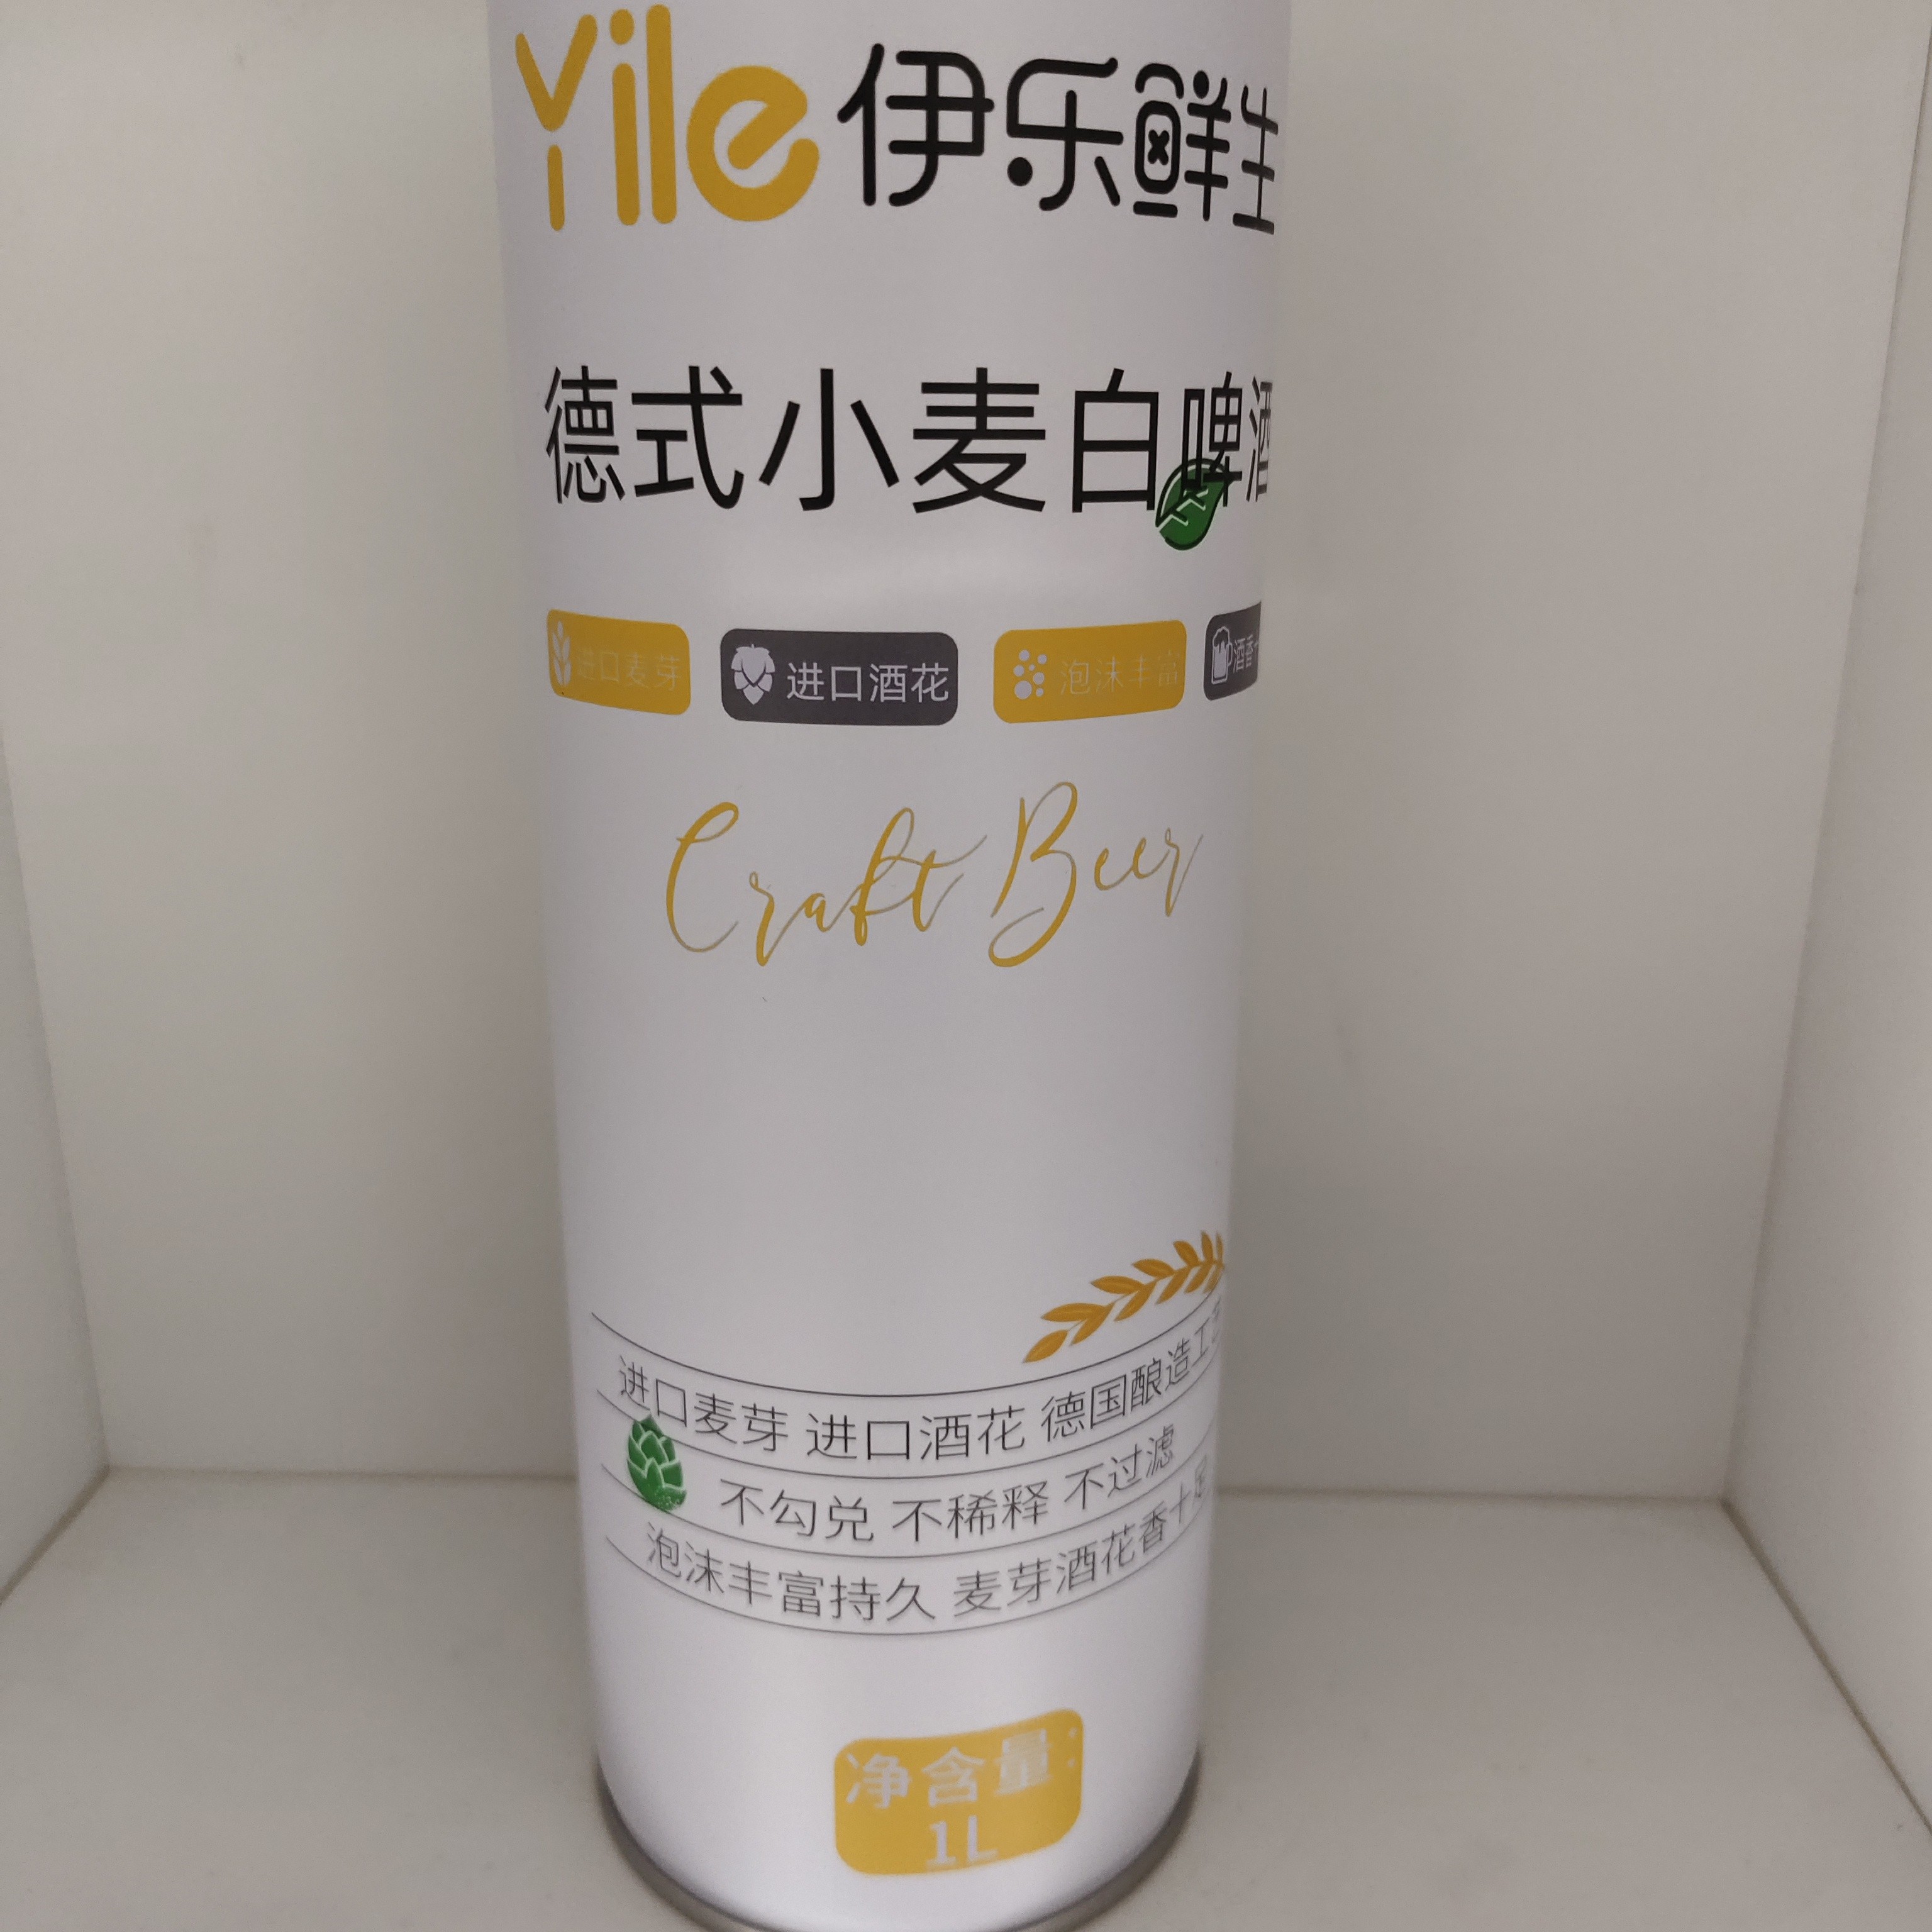 Yile 伊乐鲜生
德式小麦白啤酒
进口麦芽 进口酒花 泡沫丰富 酒香
Craft Beer
进口麦芽 进口酒花 德国酿造工
不勾兑 不稀释 不过滤
泡沫丰富持久 麦芽酒花香十足
净含量:
1L